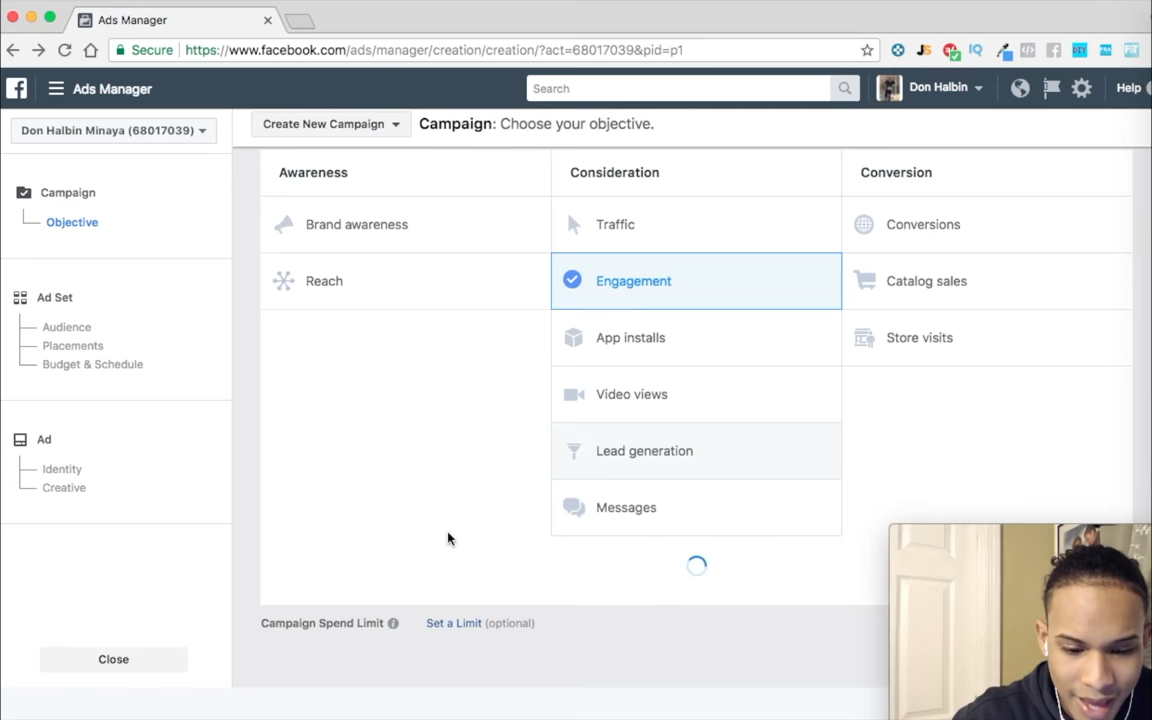 Ads Manager
Secure https://www.facebook.com/ads/manager/creation/creation/?act=68017039&pid=p1
JS
IQ
DIY
Ads Manager
Search
Don Halbin
Help
Don Halbin Minaya (68017039)
Create New Campaign
Campaign: Choose your objective.
Campaign
Objective
Ad Set
Audience
Placements
Budget & Schedule
Ad
Identity
Creative
Close
Awareness
Brand awareness
Reach
Consideration
Traffic
Engagement
App installs
Video views
Lead generation
Messages
Conversion
Conversions
Catalog sales
Store visits
Campaign Spend Limit
Set a Limit (optional)